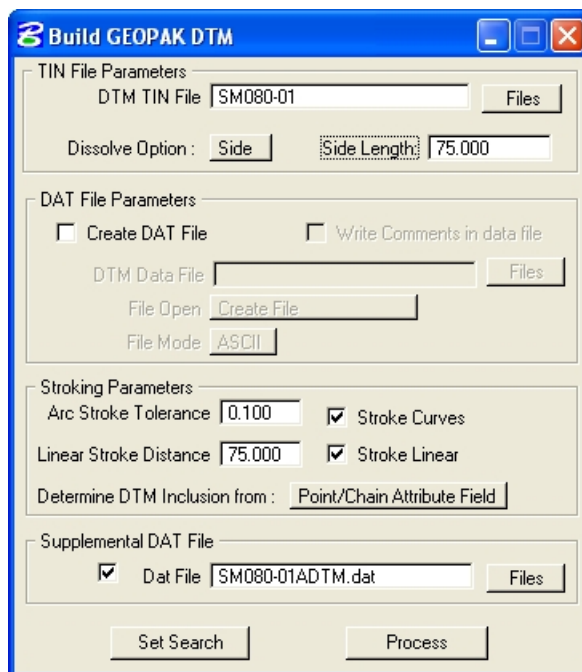 Build GEOPAK DTM
TIN File Parameters
DTM TIN File SM080-01 Files
Dissolve Option : Side Side Length: 75.000
DAT File Parameters
Create DAT File Write Comments in data file
DTM Data File Files
File Open Create File
File Mode ASCII
Stroking Parameters
Arc Stroke Tolerance 0.100 Stroke Curves
Linear Stroke Distance 75.000 Stroke Linear
Determine DTM Inclusion from : Point/Chain Attribute Field
Supplemental DAT File
Dat File SM080-01ADTM.dat Files
Set Search Process